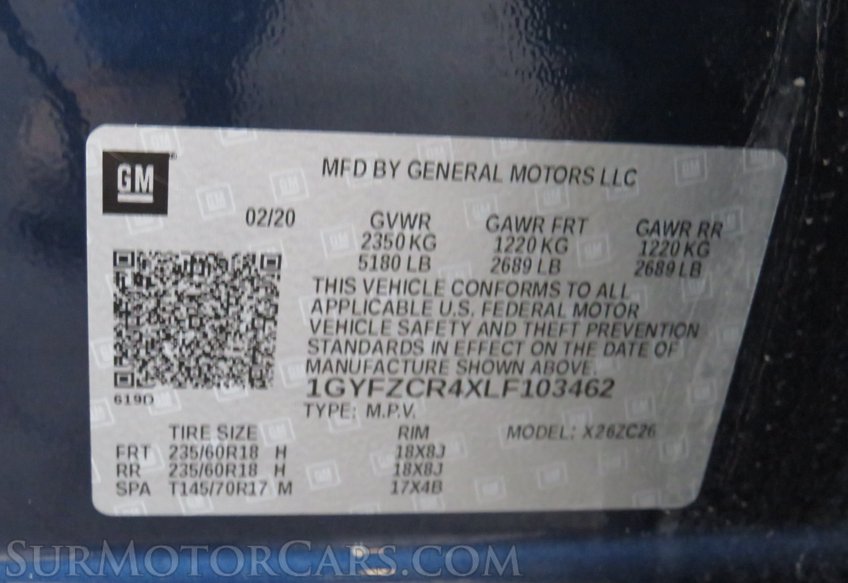 GM
MFD BY GENERAL MOTORS LLC
02/20 GVWR GAWR FRT GAWR RR
2350 KG 1220 KG 1220 KG
5180 LB 2689 LB 2689 LB
THIS VEHICLE CONFORMS TO ALL
APPLICABLE U.S. FEDERAL MOTOR
VEHICLE SAFETY AND THEFT PREVENTION
STANDARDS IN EFFECT ON THE DATE OF
MANUFACTURE SHOWN ABOVE.
1GYFZCR4XLF103462
619D
TYPE: M.P.V.
TIRE SIZE RIM MODEL: X26ZC26
FRT 235/60R18 H 18X8J
RR 235/60R18 H 18X8J
SPA T145/70R17 M 17X4B
SurMotorCars.com